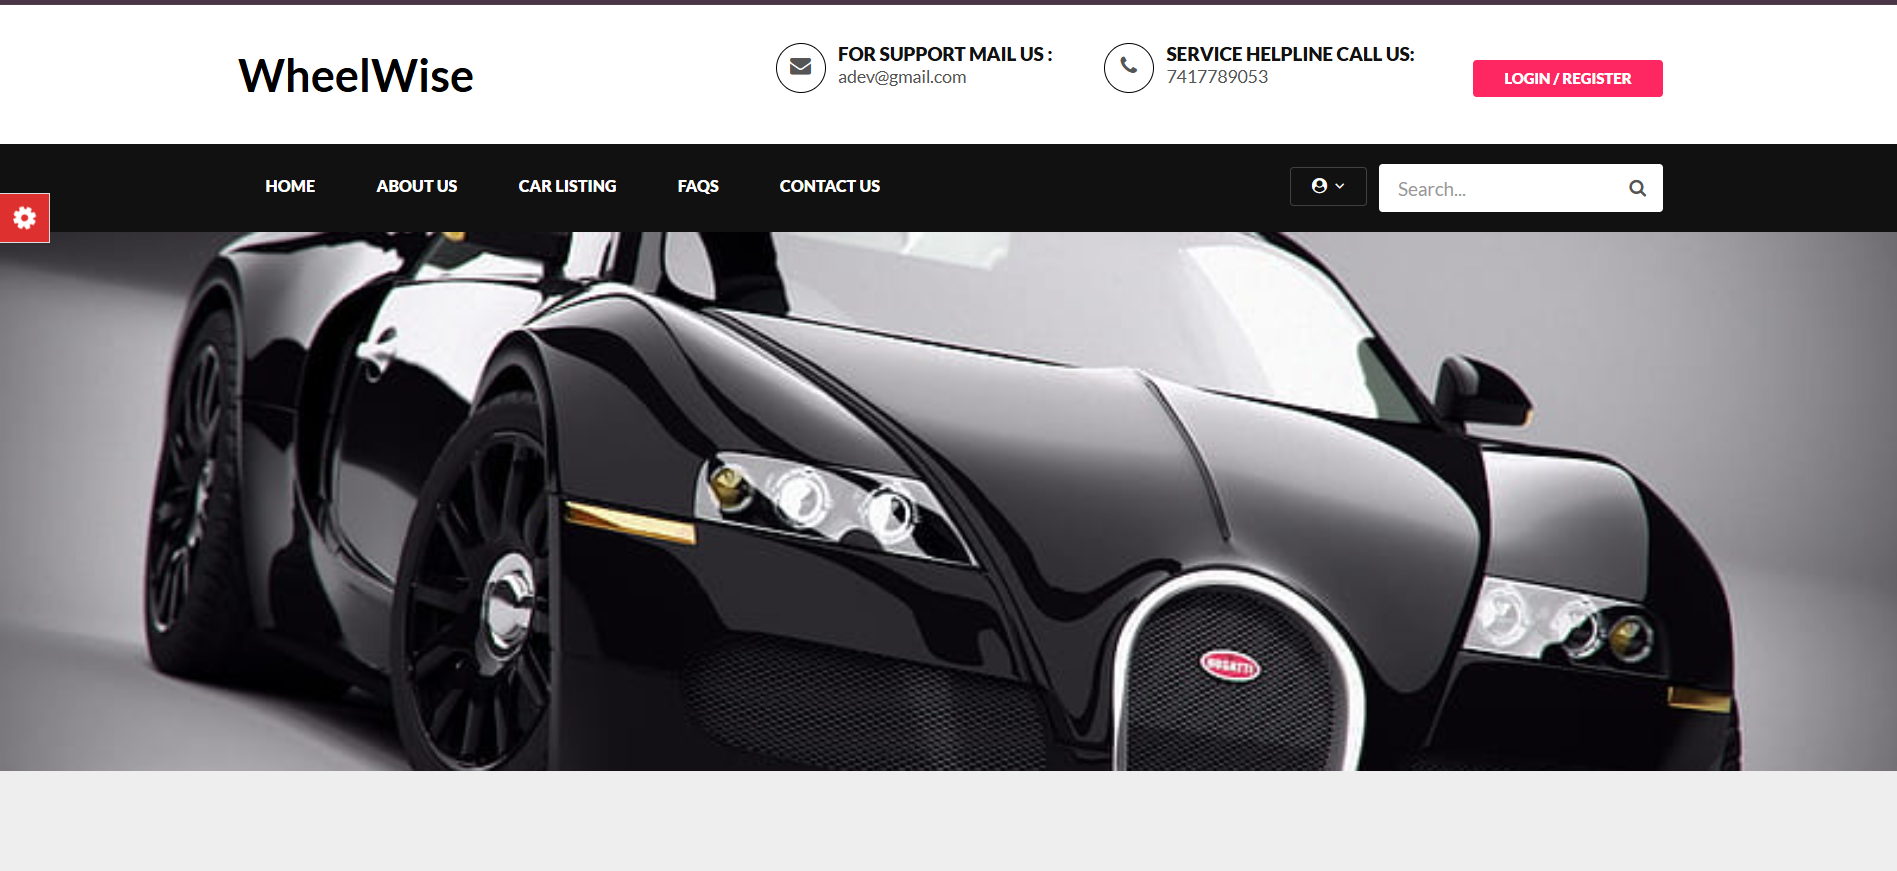 WheelWise
FOR SUPPORT MAIL US :
adev@gmail.com
SERVICE HELPLINE CALL US:
7417789053
LOGIN / REGISTER
HOME
ABOUT US
CAR LISTING
FAQS
CONTACT US
Search...
BUGATTI